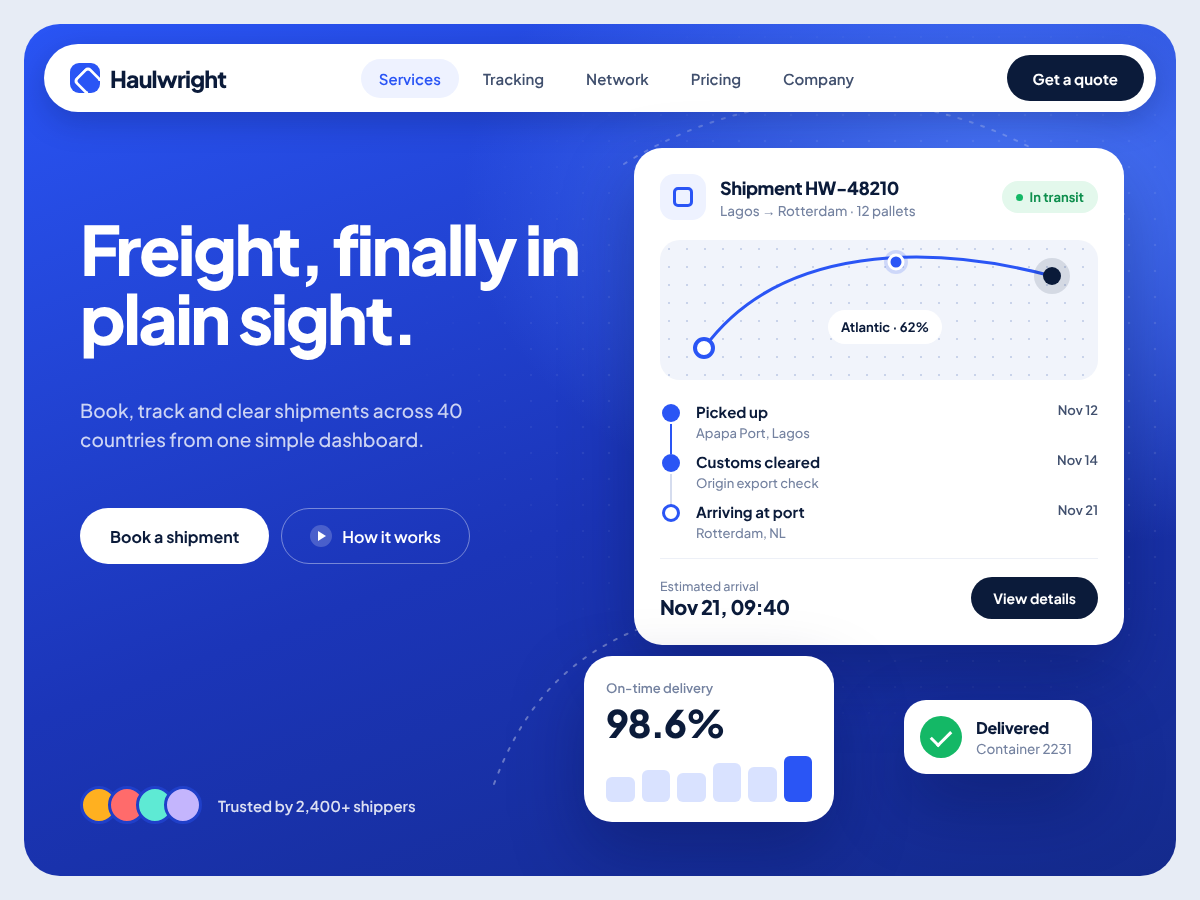 Haulwright
Services
Tracking
Network
Pricing
Company
Get a quote
Freight, finally in
plain sight.
Book, track and clear shipments across 40
countries from one simple dashboard.
Book a shipment
How it works
Trusted by 2,400+ shippers
Shipment HW-48210
Lagos → Rotterdam · 12 pallets
In transit
Atlantic · 62%
Picked up
Nov 12
Apapa Port, Lagos
Customs cleared
Nov 14
Origin export check
Arriving at port
Nov 21
Rotterdam, NL
Estimated arrival
Nov 21, 09:40
View details
On-time delivery
98.6%
Delivered
Container 2231